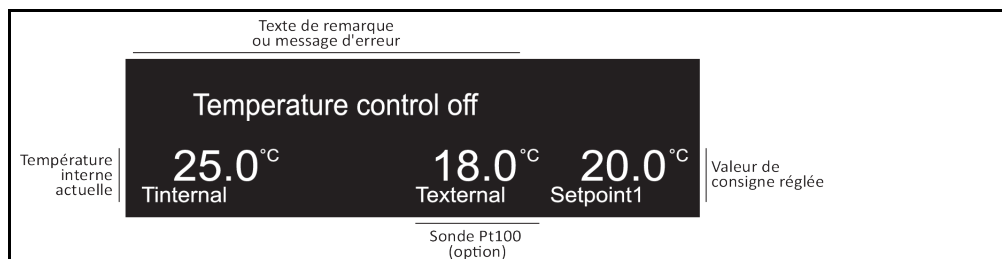 Texte de remarque
ou message d'erreur
Temperature control off
Température
interne
actuelle
25.0°C
Tinternal
18.0°C
Texternal
20.0°C
Setpoint1
Valeur de
consigne réglée
Sonde Pt100
(option)